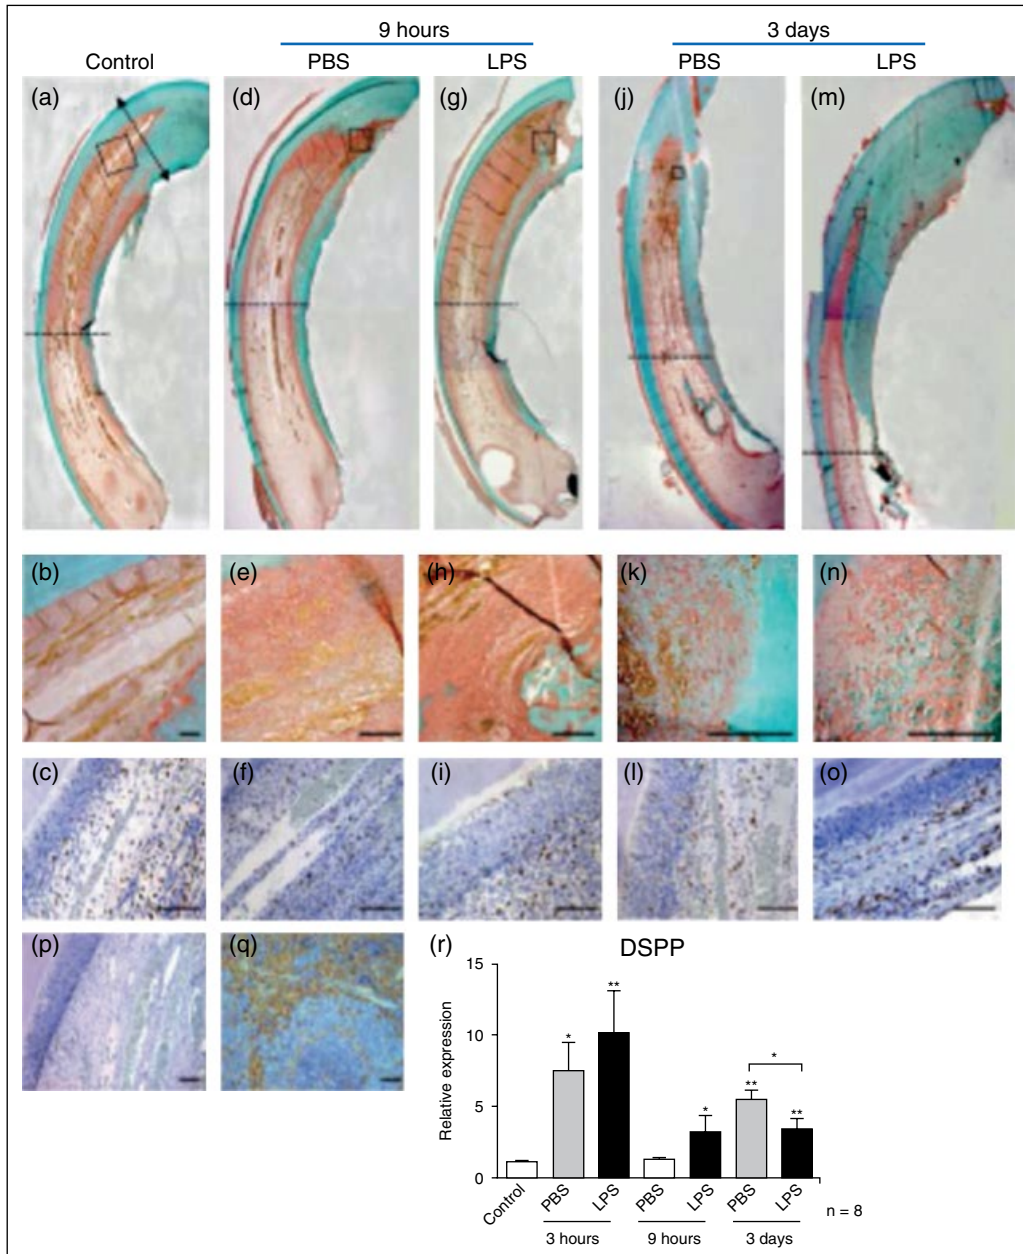 9 hours
3 days
Control
PBS
LPS
PBS
LPS
(a)
(d)
(g)
(j)
(m)
(b)
(e)
(h)
(k)
(n)
(c)
(f)
(i)
(l)
(o)
(p)
(q)
(r)
DSPP
15
10
5
0
Relative expression
*
**
*
**
*
**
Control
PBS
LPS
PBS
LPS
PBS
LPS
n = 8
3 hours
9 hours
3 days